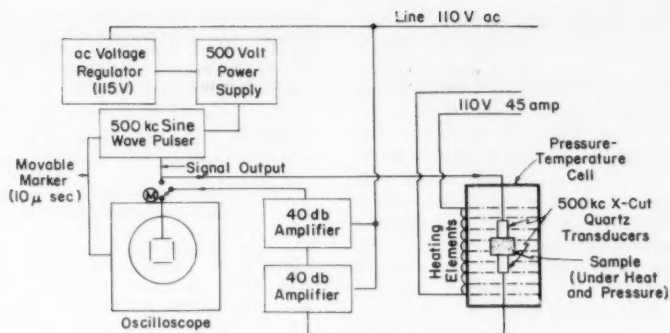 Line 110 V ac
ac Voltage
Regulator
(115V)
500 Volt
Power
Supply
110V 45 amp
500 kc Sine
Wave Pulser
Pressure-
Temperature
Cell
Movable
Marker
(10 μ sec)
Signal Output
M
500 kc X-Cut
Quartz
Transducers
40 db
Amplifier
Heating
Elements
Sample
(Under Heat
and Pressure)
40 db
Amplifier
Oscilloscope